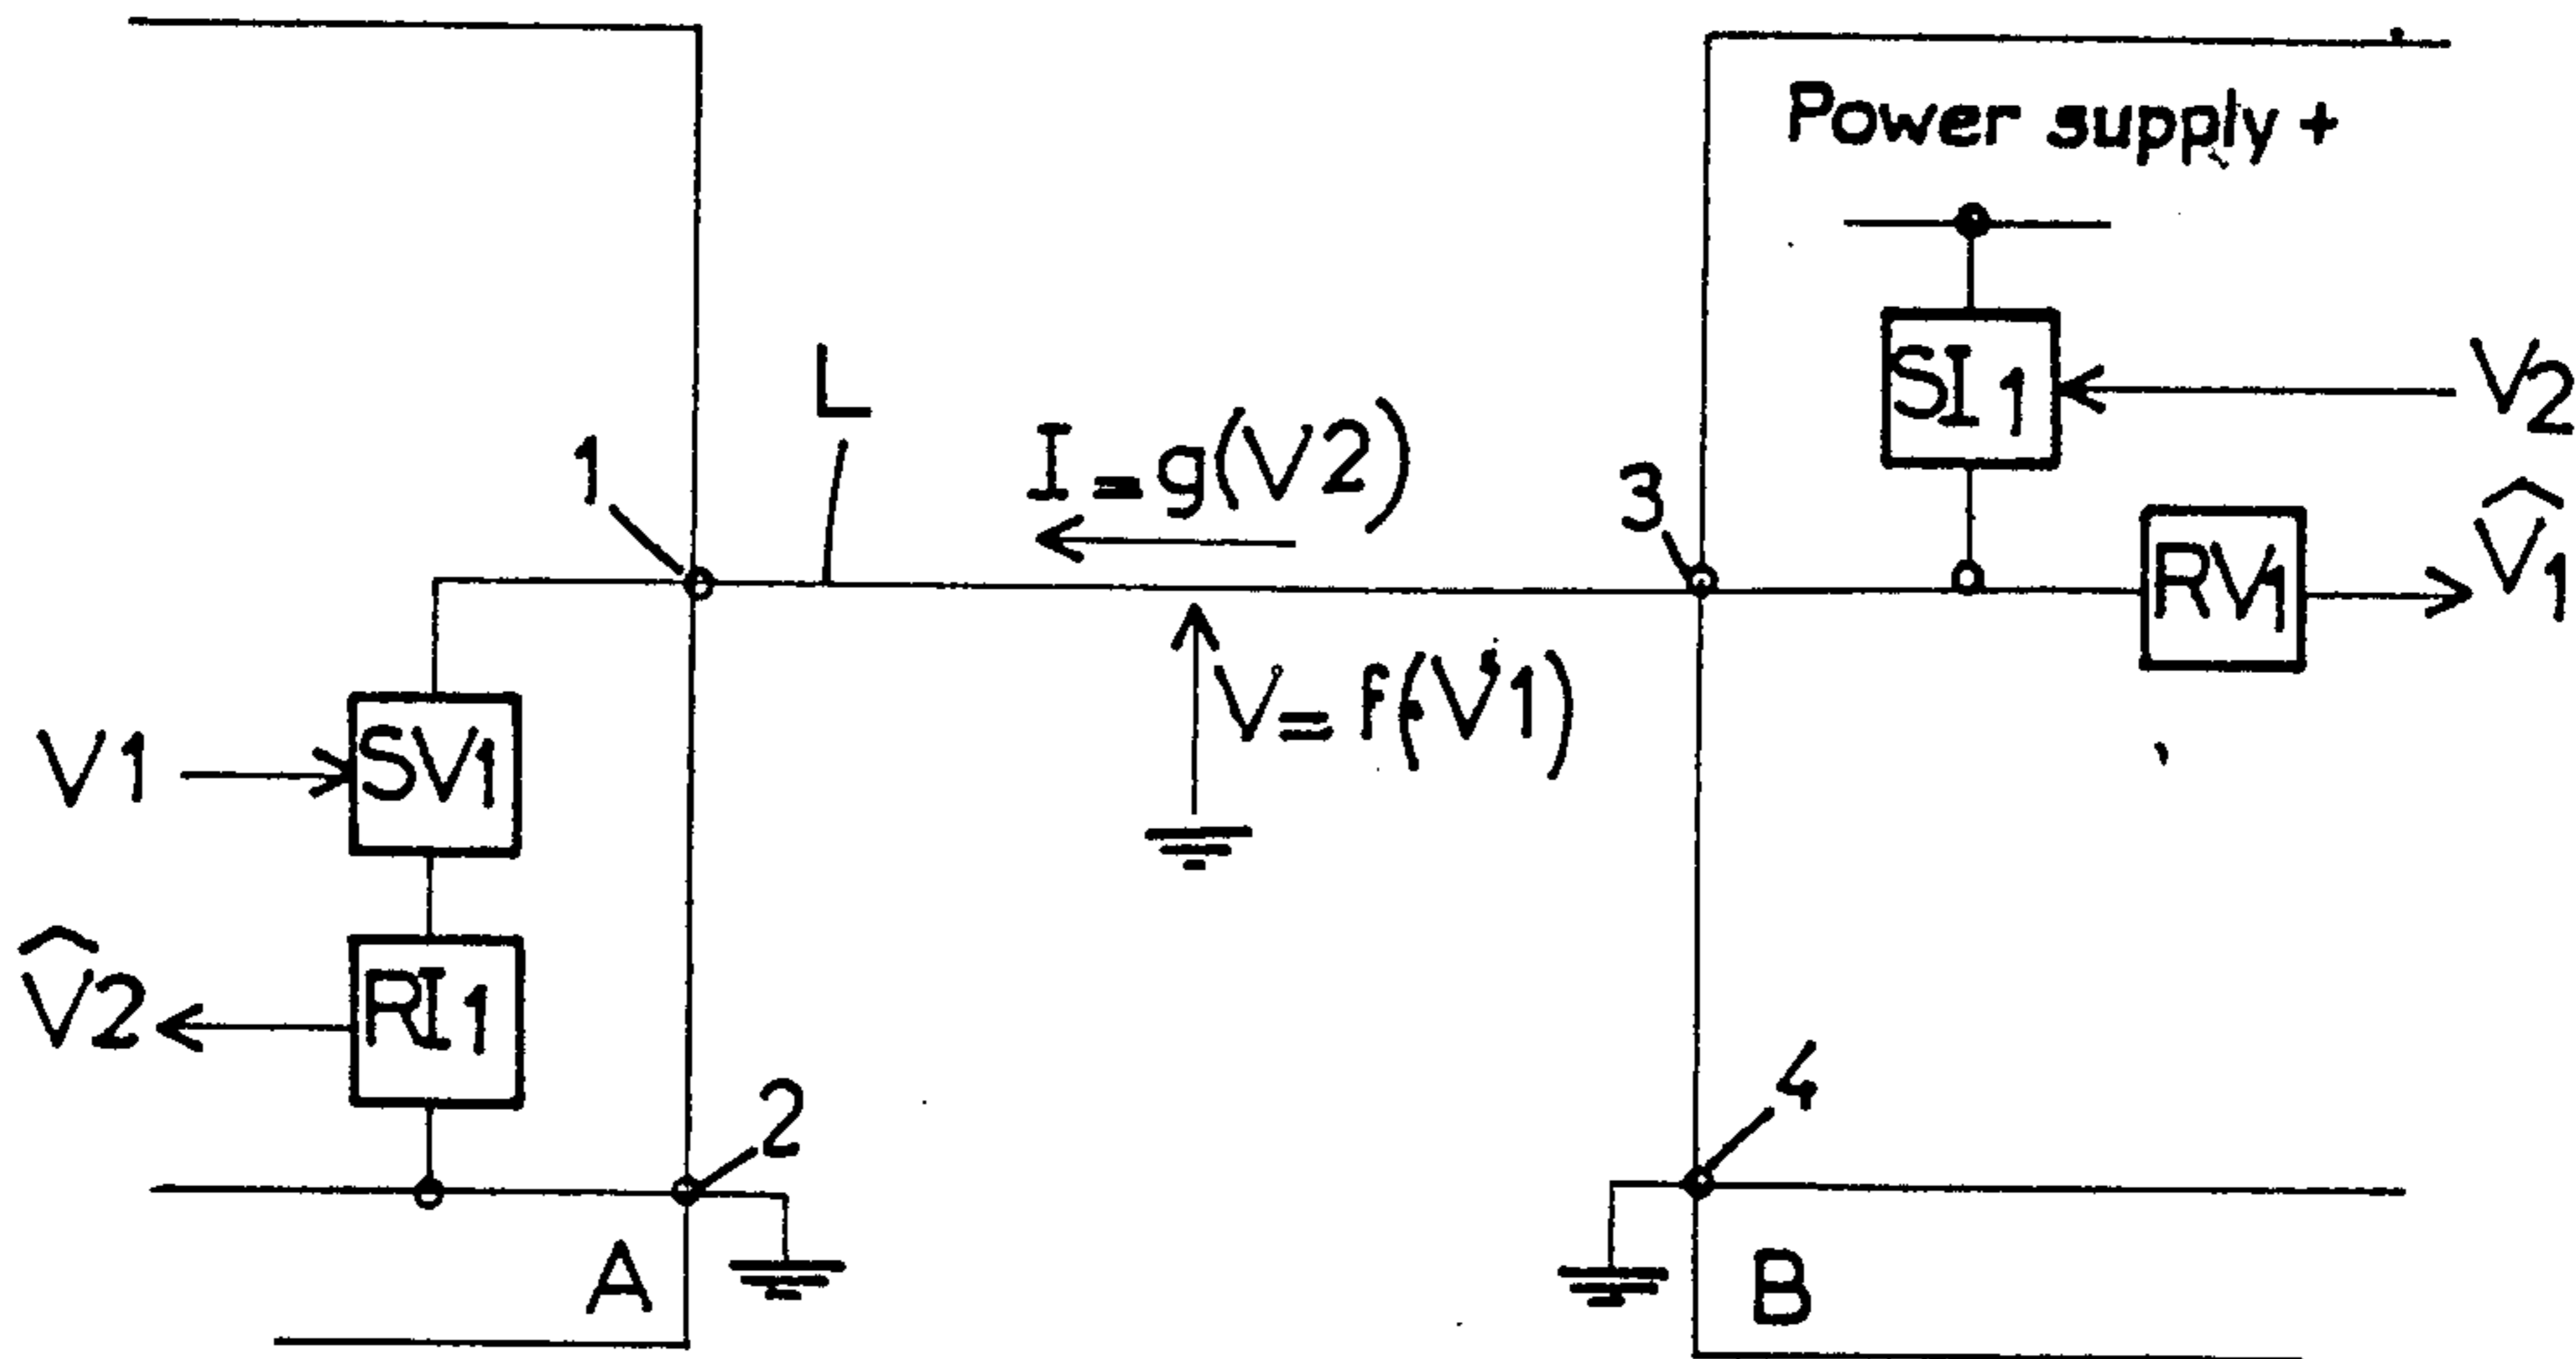 Power supply +
L
SI1
V2
1
I = g(V2)
3
RV1
V̂1
V = f(V1)
V1
SV1
V̂2
RI1
2
4
A
B